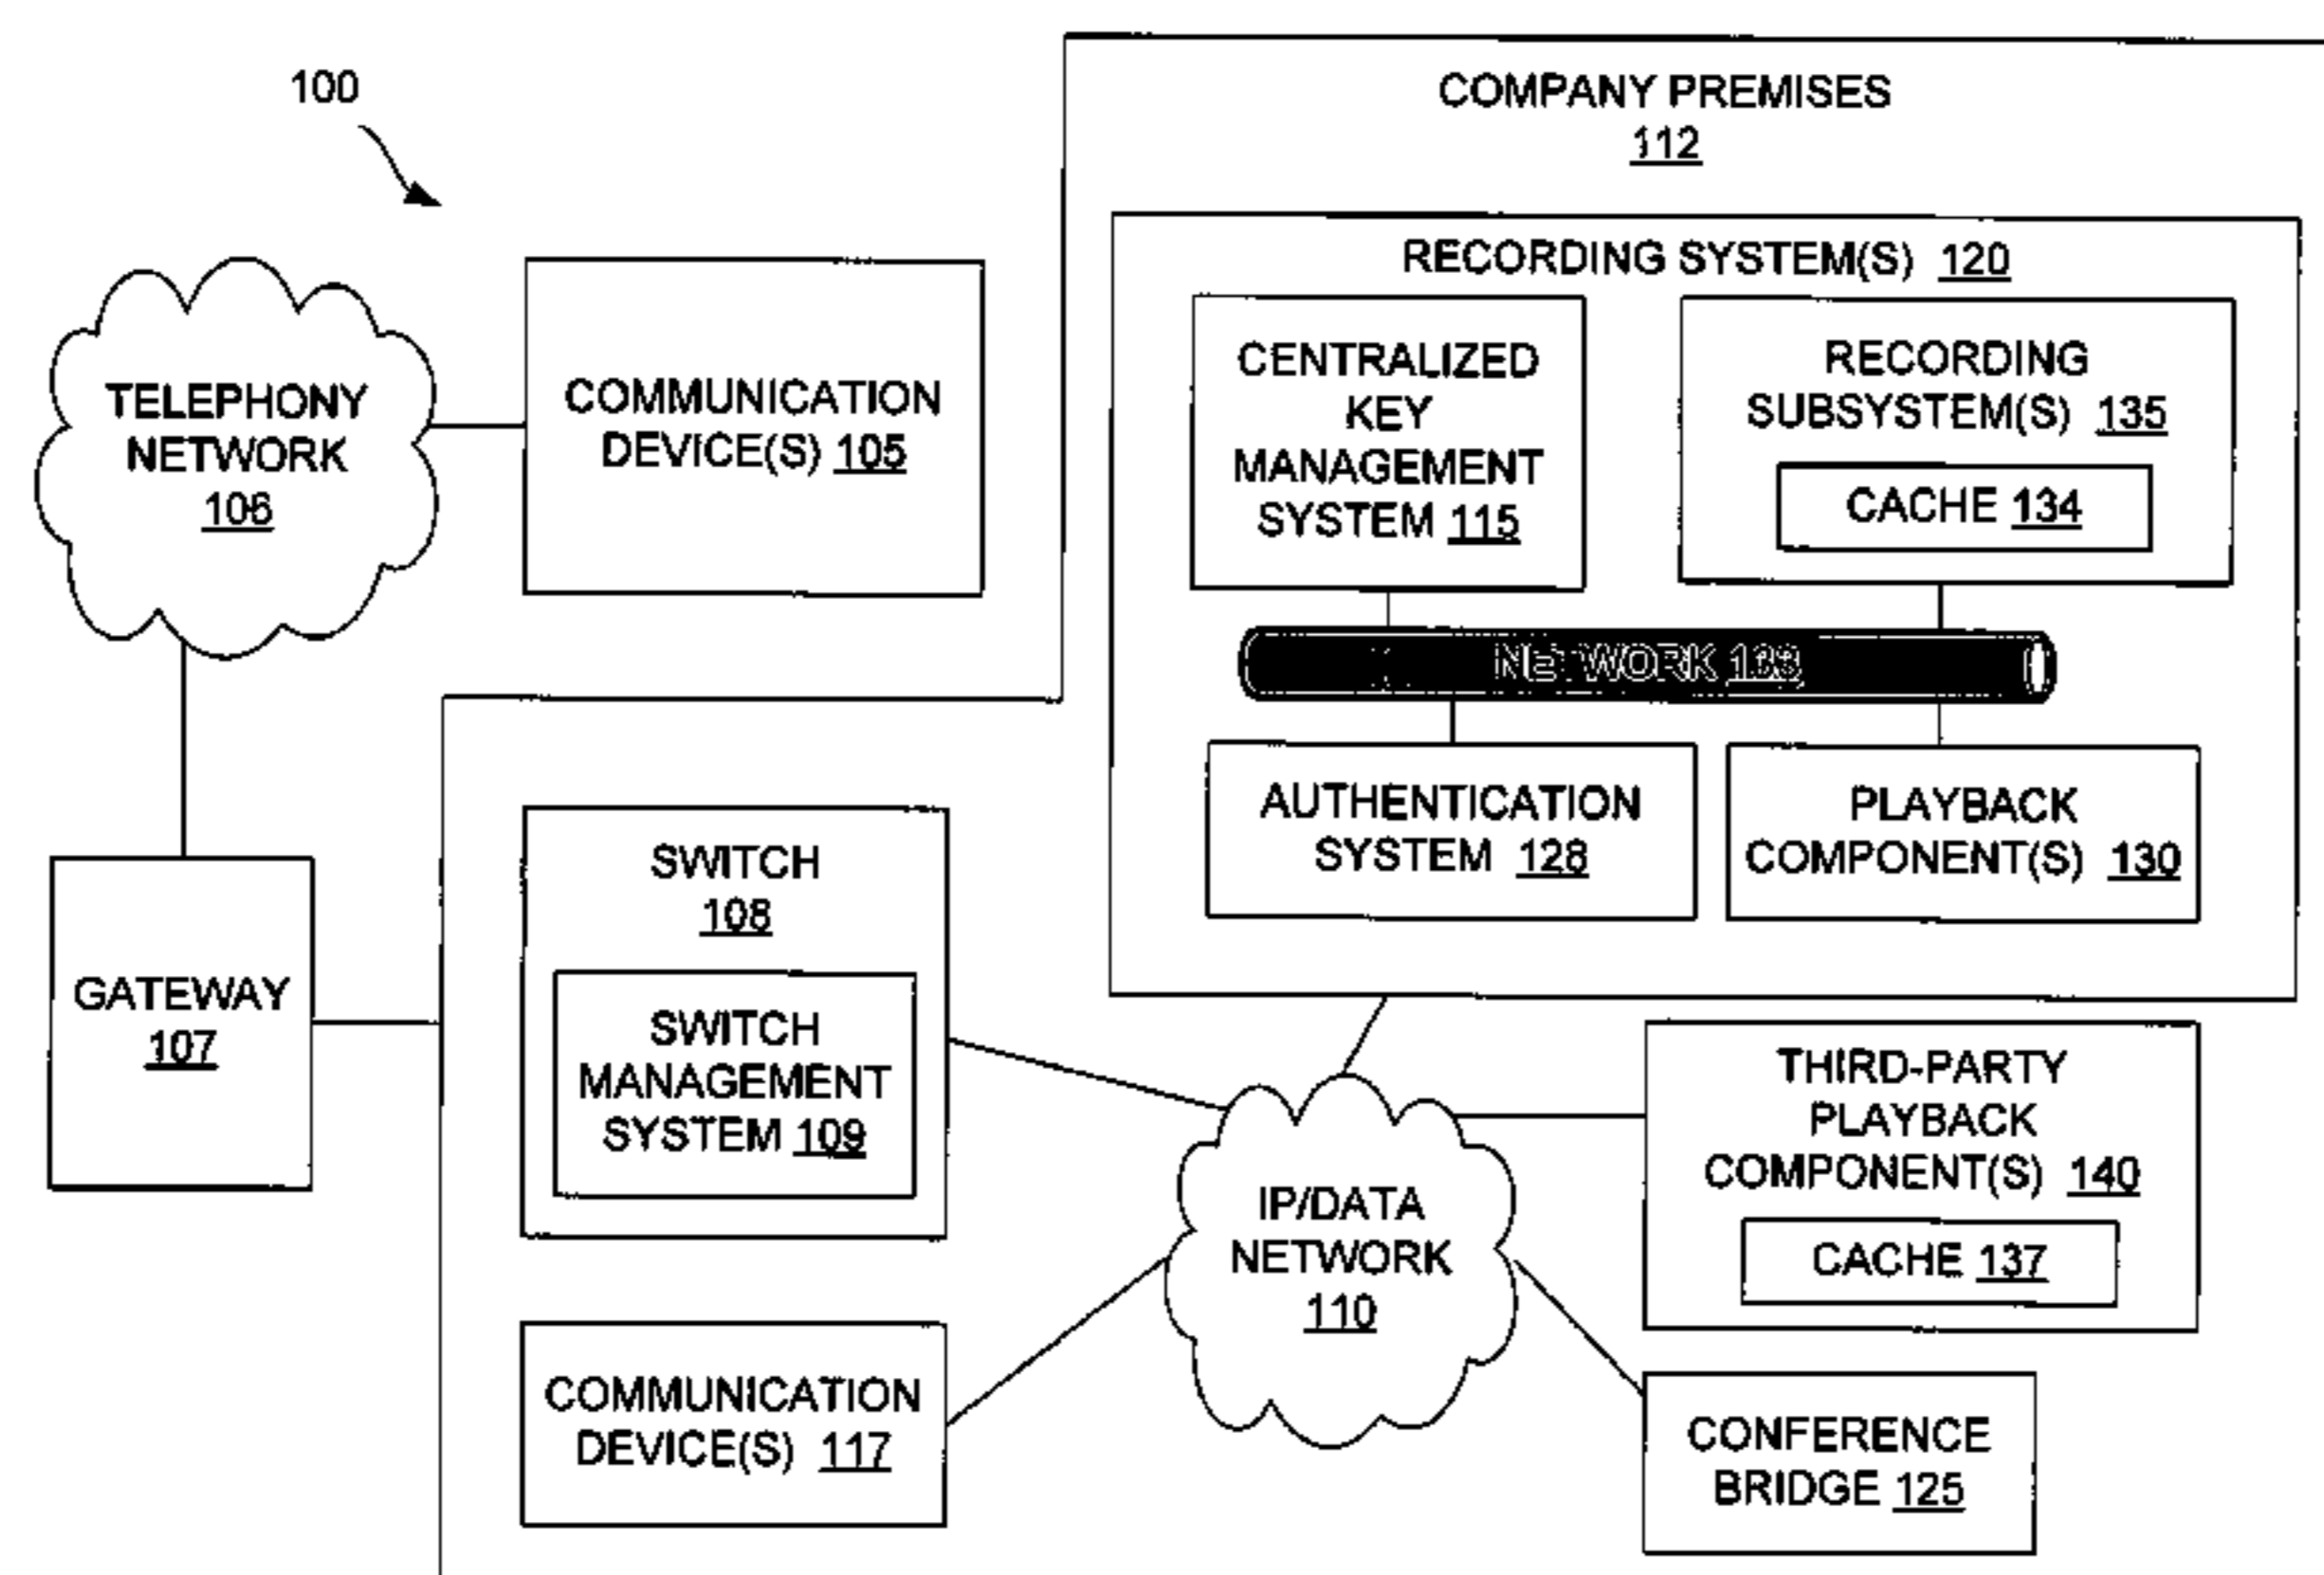 100
COMPANY PREMISES
112
RECORDING SYSTEM(S) 120
CENTRALIZED
KEY
MANAGEMENT
SYSTEM 115
RECORDING
SUBSYSTEM(S) 135
CACHE 134
TELEPHONY
NETWORK
106
COMMUNICATION
DEVICE(S) 105
NETWORK 133
AUTHENTICATION
SYSTEM 128
PLAYBACK
COMPONENT(S) 130
GATEWAY
107
SWITCH
108
SWITCH
MANAGEMENT
SYSTEM 109
IP/DATA
NETWORK
110
THIRD-PARTY
PLAYBACK
COMPONENT(S) 140
CACHE 137
COMMUNICATION
DEVICE(S) 117
CONFERENCE
BRIDGE 125